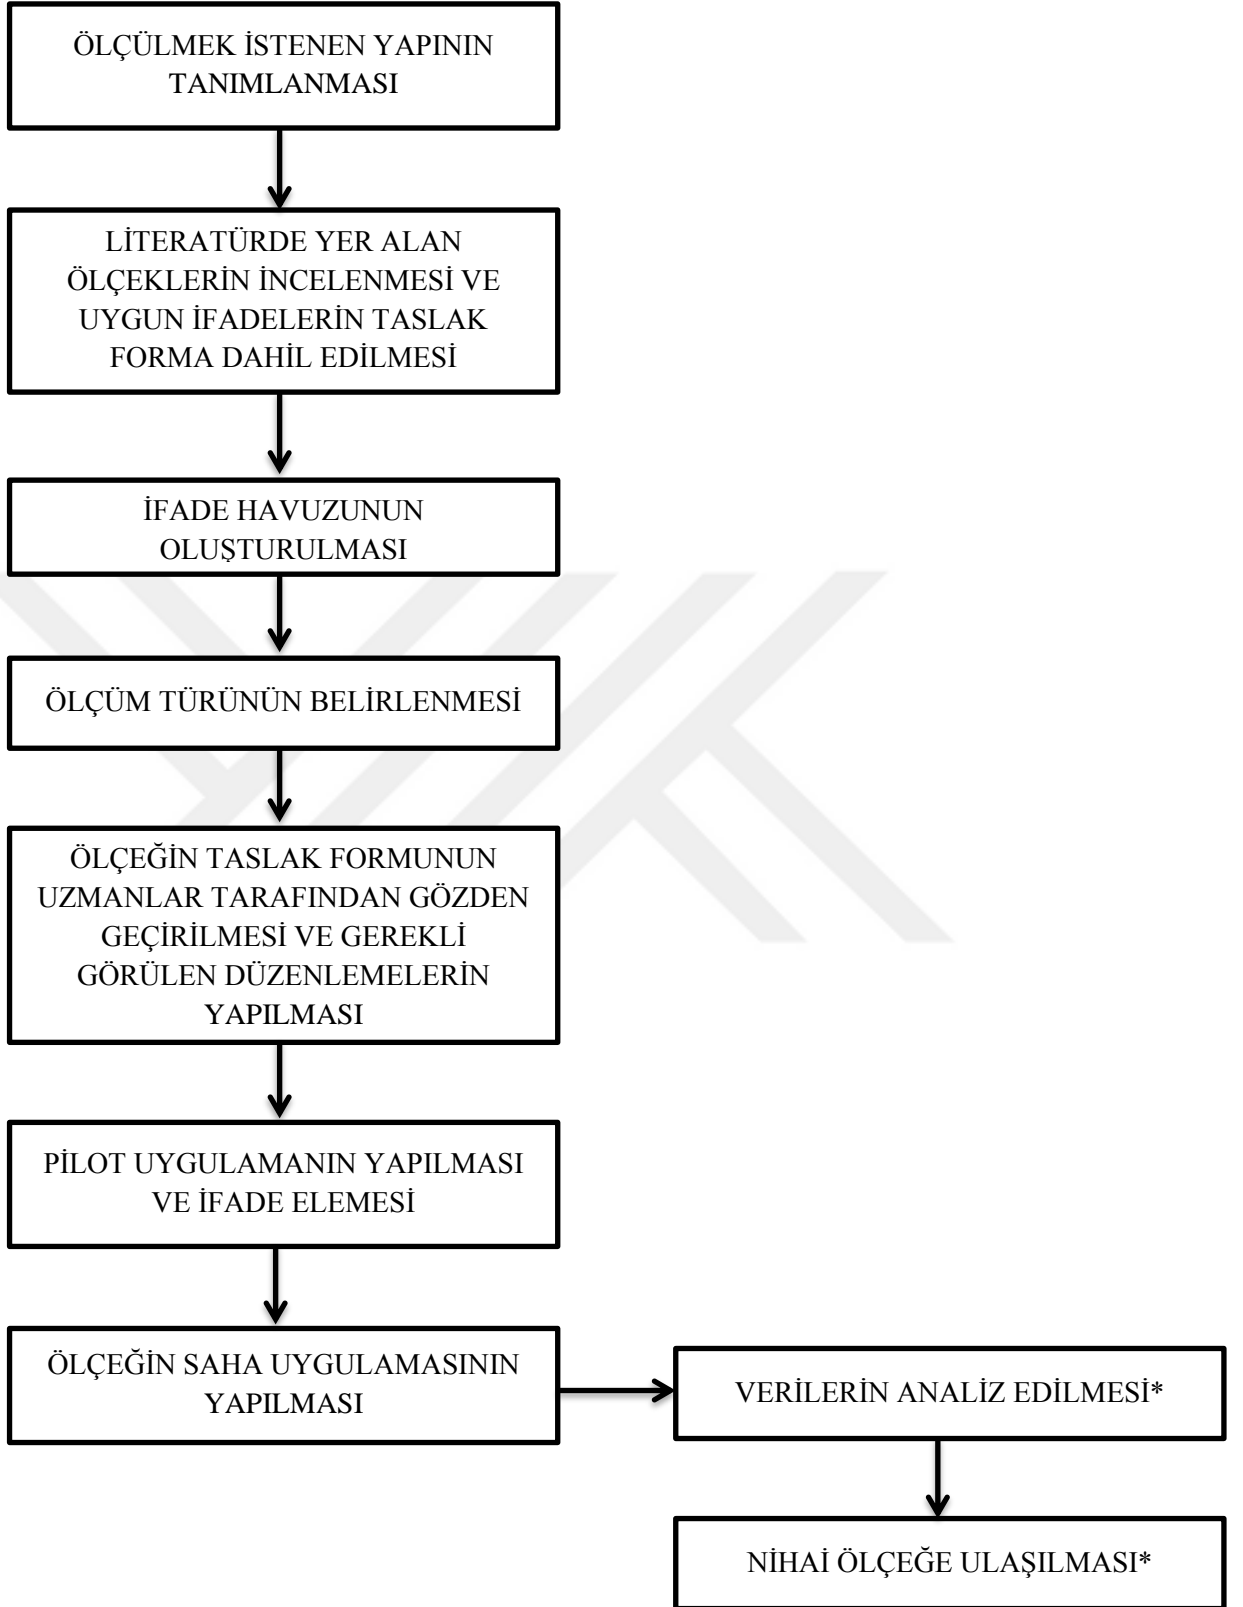 ÖLÇÜLMEK İSTENEN YAPININ
TANIMLANMASI
LİTERATÜRDE YER ALAN
ÖLÇEKLERİN İNCELENMESİ VE
UYGUN İFADELERİN TASLAK
FORMA DAHİL EDİLMESİ
İFADE HAVUZUNUN
OLUŞTURULMASI
ÖLÇÜM TÜRÜNÜN BELİRLENMESİ
ÖLÇEĞİN TASLAK FORMUNUN
UZMANLAR TARAFINDAN GÖZDEN
GEÇİRİLMESİ VE GEREKLİ
GÖRÜLEN DÜZENLEMELERİN
YAPILMASI
PİLOT UYGULAMANIN YAPILMASI
VE İFADE ELEMESİ
ÖLÇEĞİN SAHA UYGULAMASININ
YAPILMASI
VERİLERİN ANALİZ EDİLMESİ*
NİHAİ ÖLÇEĞE ULAŞILMASI*